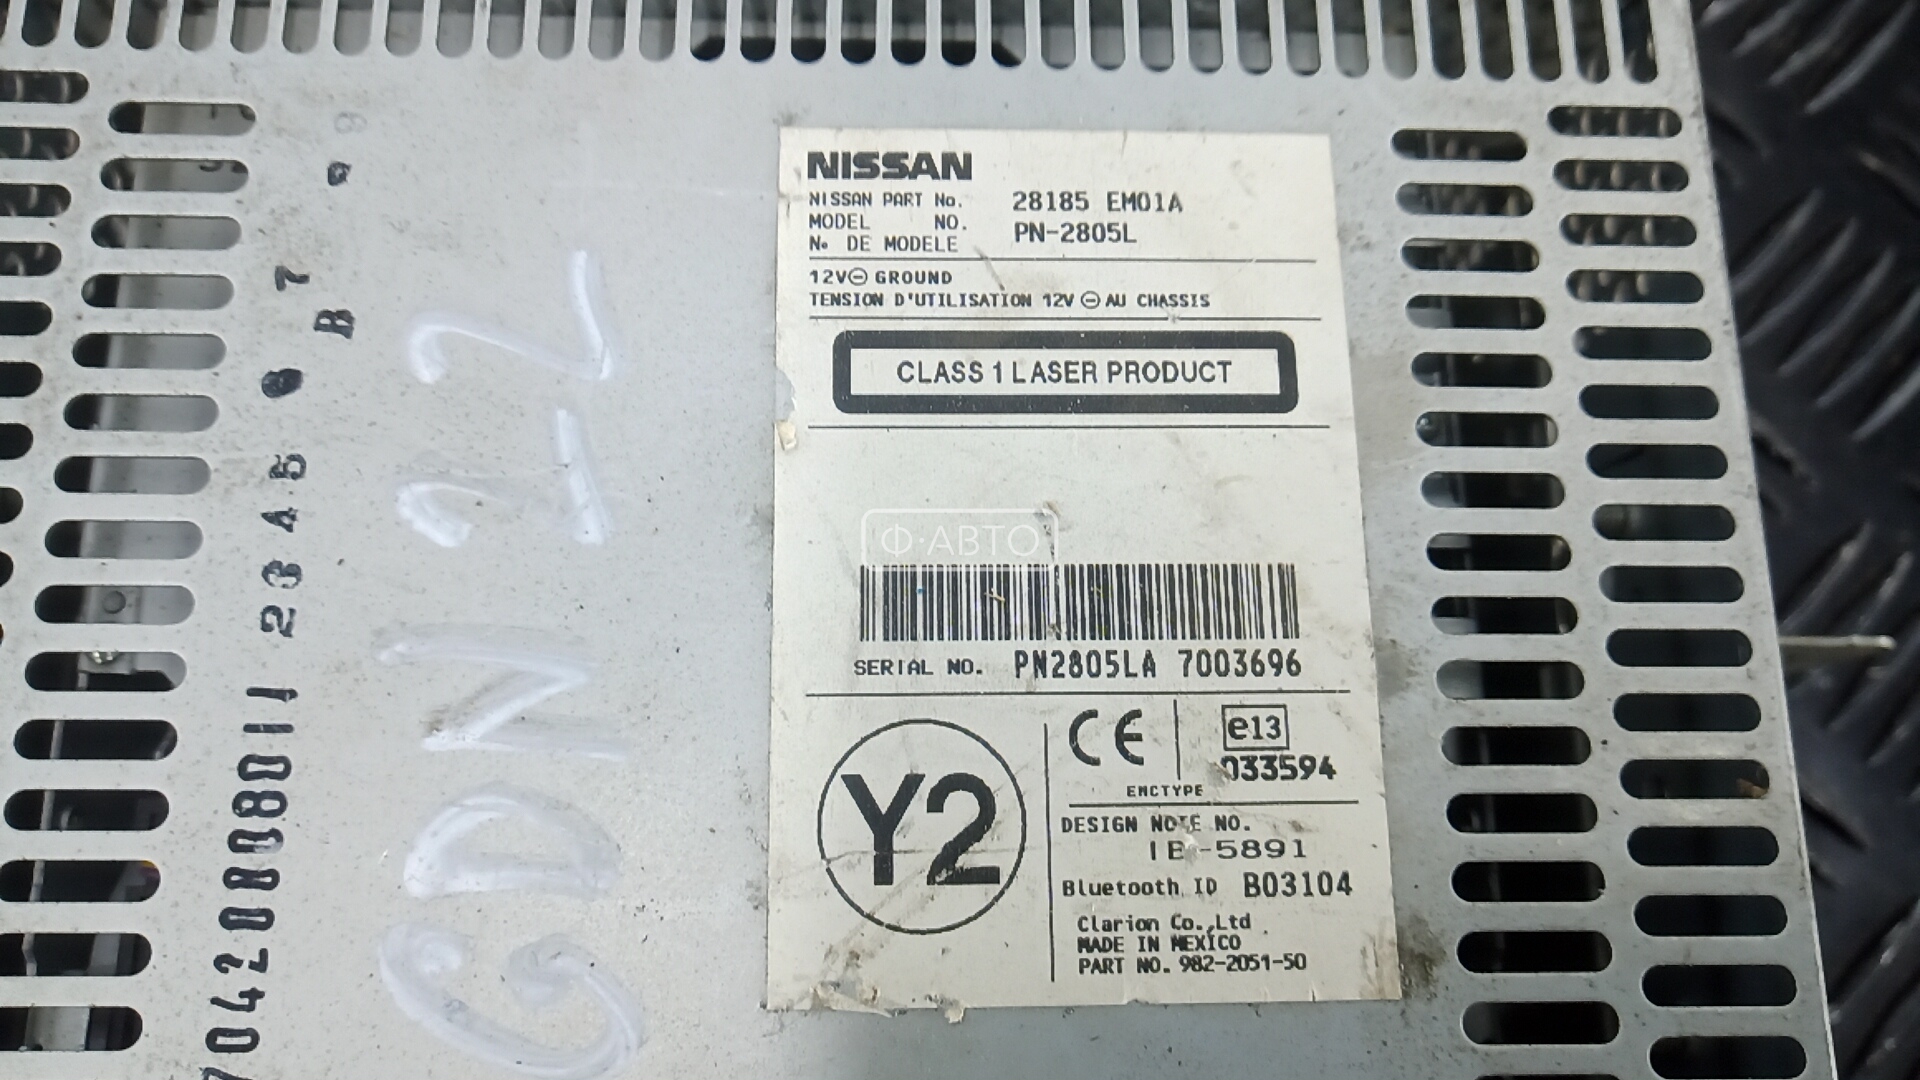 NISSAN
NISSAN PART No. 28185 EM01A
MODEL NO. PN-2805L
No DE MODELE
12V⊖ GROUND
TENSION D'UTILISATION 12V ⊖ AU CHASSIS
CLASS 1 LASER PRODUCT
Ф·АВТО
SERIAL NO. PN2805LA 7003696
Y2
CE
e13
033594
EMCTYPE
DESIGN NOTE NO.
Bluetooth ID B03104
Clarion Co.,Ltd
MADE IN MEXICO
PART NO. 982-2051-50
GDN 212